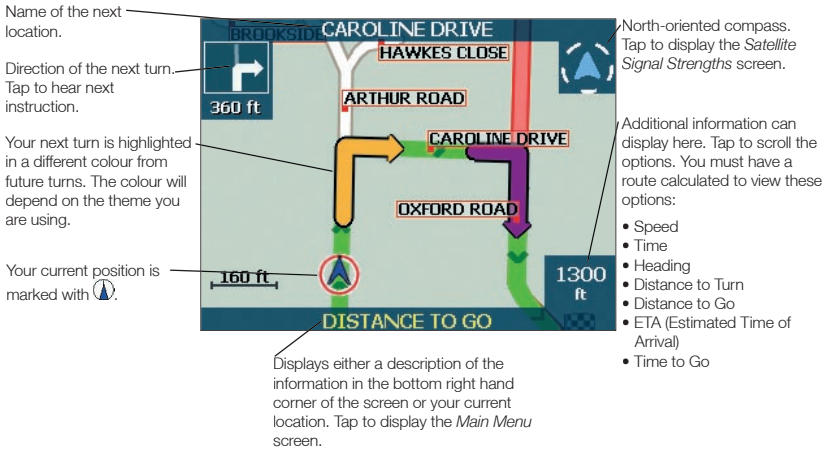 Name of the next
location.
Direction of the next turn.
Tap to hear next
instruction.
Your next turn is highlighted
in a different colour from
future turns. The colour will
depend on the theme you
are using.
Your current position is
marked with .
BROOKSIDE
CAROLINE DRIVE
HAWKES CLOSE
360 ft
ARTHUR ROAD
CAROLINE DRIVE
OXFORD ROAD
160 ft
1300
ft
DISTANCE TO GO
North-oriented compass.
Tap to display the Satellite
Signal Strengths screen.
Additional information can
display here. Tap to scroll the
options. You must have a
route calculated to view these
options:
• Speed
• Time
• Heading
• Distance to Turn
• Distance to Go
• ETA (Estimated Time of
Arrival)
• Time to Go
Displays either a description of the
information in the bottom right hand
corner of the screen or your current
location. Tap to display the Main Menu
screen.